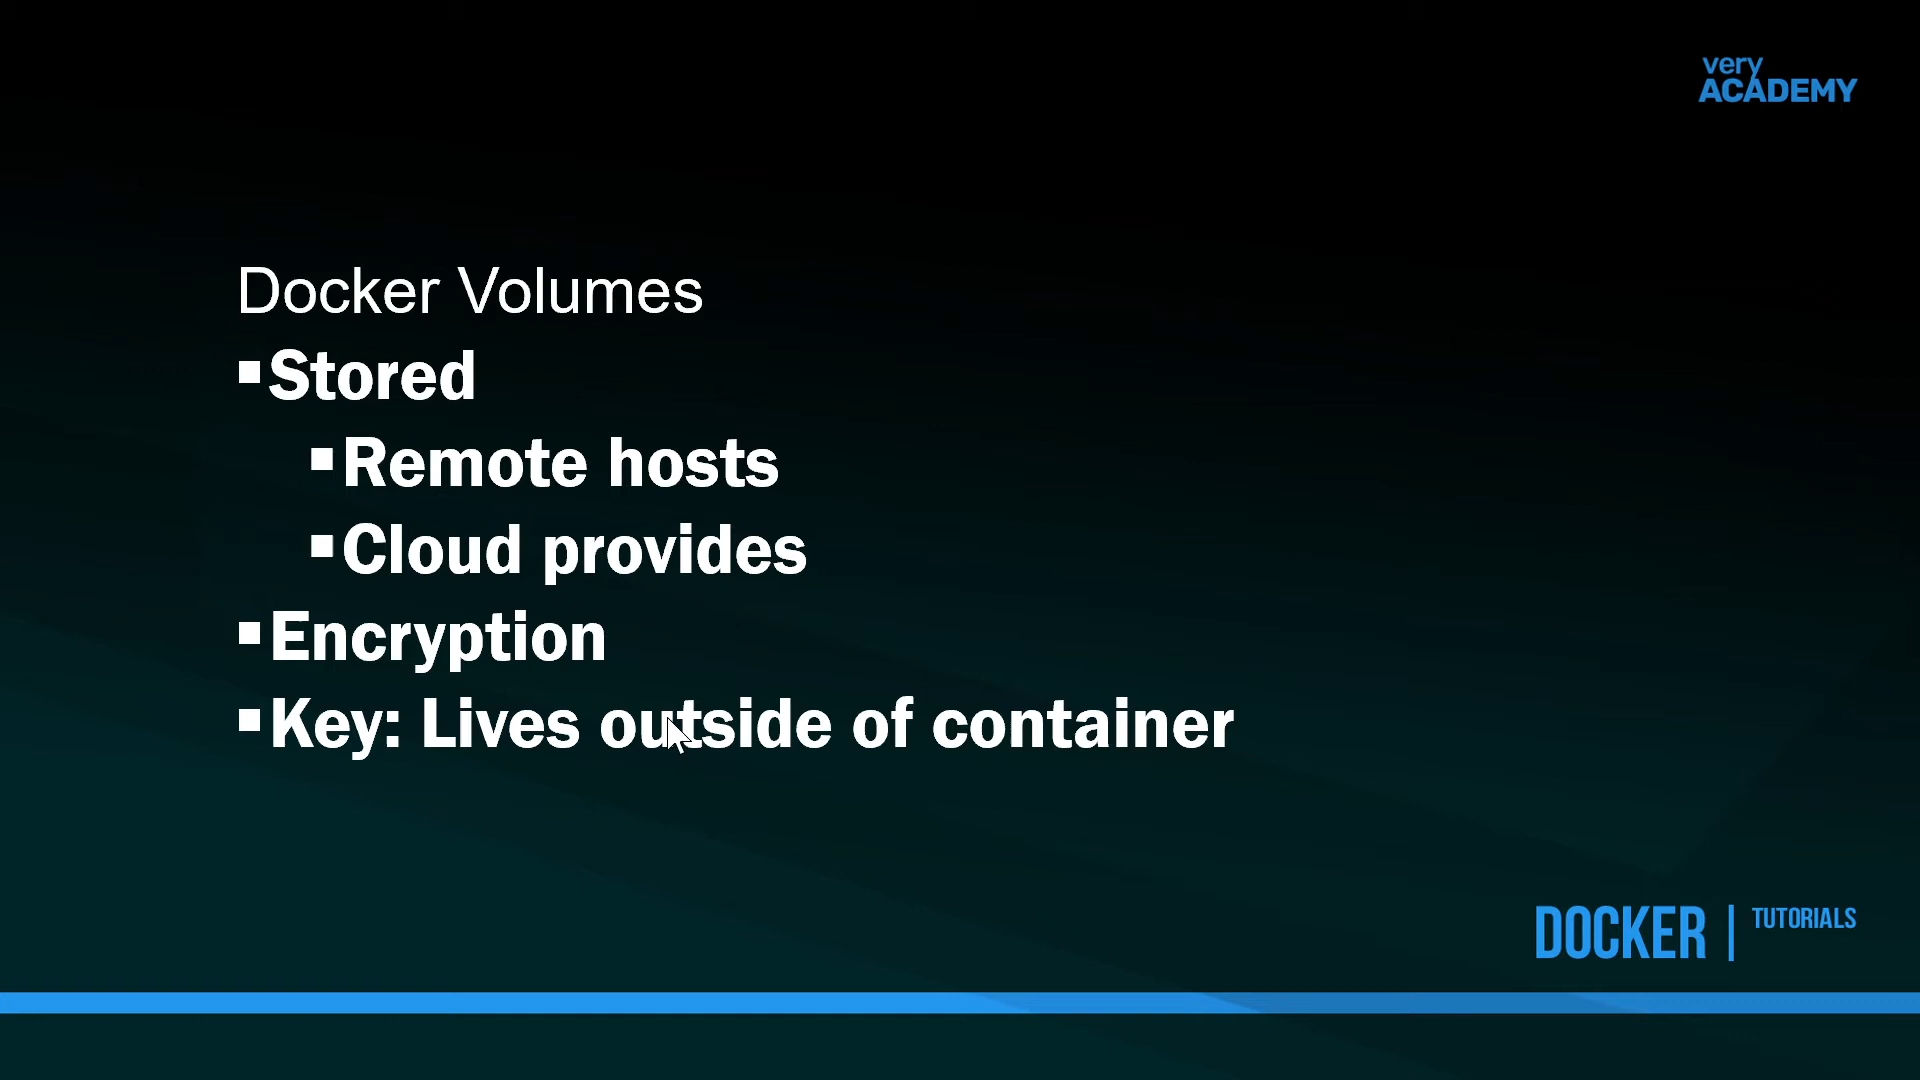 very
ACADEMY
Docker Volumes
▪Stored
▪Remote hosts
▪Cloud provides
▪Encryption
▪Key: Lives outside of container
DOCKER | TUTORIALS